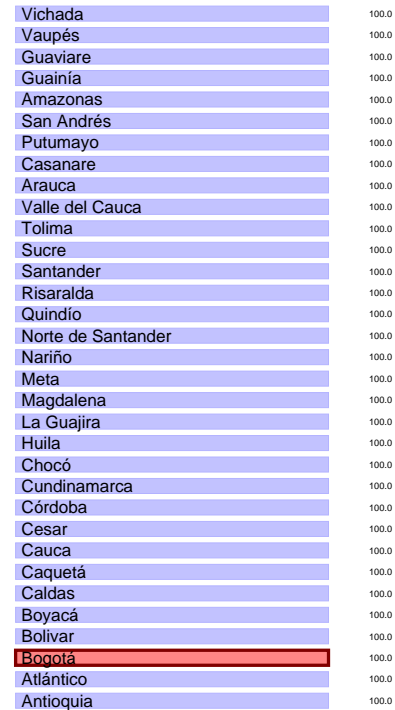 Vichada 100.0
Vaupés 100.0
Guaviare 100.0
Guainía 100.0
Amazonas 100.0
San Andrés 100.0
Putumayo 100.0
Casanare 100.0
Arauca 100.0
Valle del Cauca 100.0
Tolima 100.0
Sucre 100.0
Santander 100.0
Risaralda 100.0
Quindío 100.0
Norte de Santander 100.0
Nariño 100.0
Meta 100.0
Magdalena 100.0
La Guajira 100.0
Huila 100.0
Chocó 100.0
Cundinamarca 100.0
Córdoba 100.0
Cesar 100.0
Cauca 100.0
Caquetá 100.0
Caldas 100.0
Boyacá 100.0
Bolivar 100.0
Bogotá 100.0
Atlántico 100.0
Antioquia 100.0